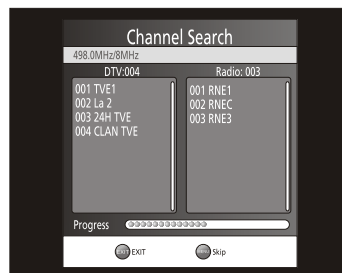 Channel Search
498.0MHz/8MHz
DTV:004
001 TVE1
002 La 2
003 24H TVE
004 CLAN TVE
Radio: 003
001 RNE1
002 RNEC
003 RNE3
Progress
EXIT EXIT
Skip